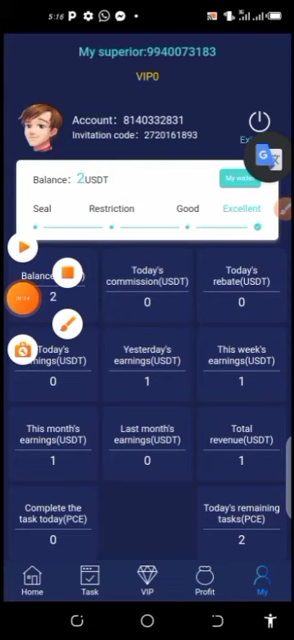 5:16
My superior:9940073183
VIP0
Account: 8140332831
Invitation code: 2720161893
Balance: 2USDT
Seal Restriction Good Excellent
2
Today's commission(USDT)
0
Today's rebate(USDT)
0
0
Yesterday's earnings(USDT)
1
This week's earnings(USDT)
1
This month's earnings(USDT)
1
Last month's earnings(USDT)
0
Total revenue(USDT)
1
Complete the task today(PCE)
0
Today's remaining tasks(PCE)
2
Home Task VIP Profit My